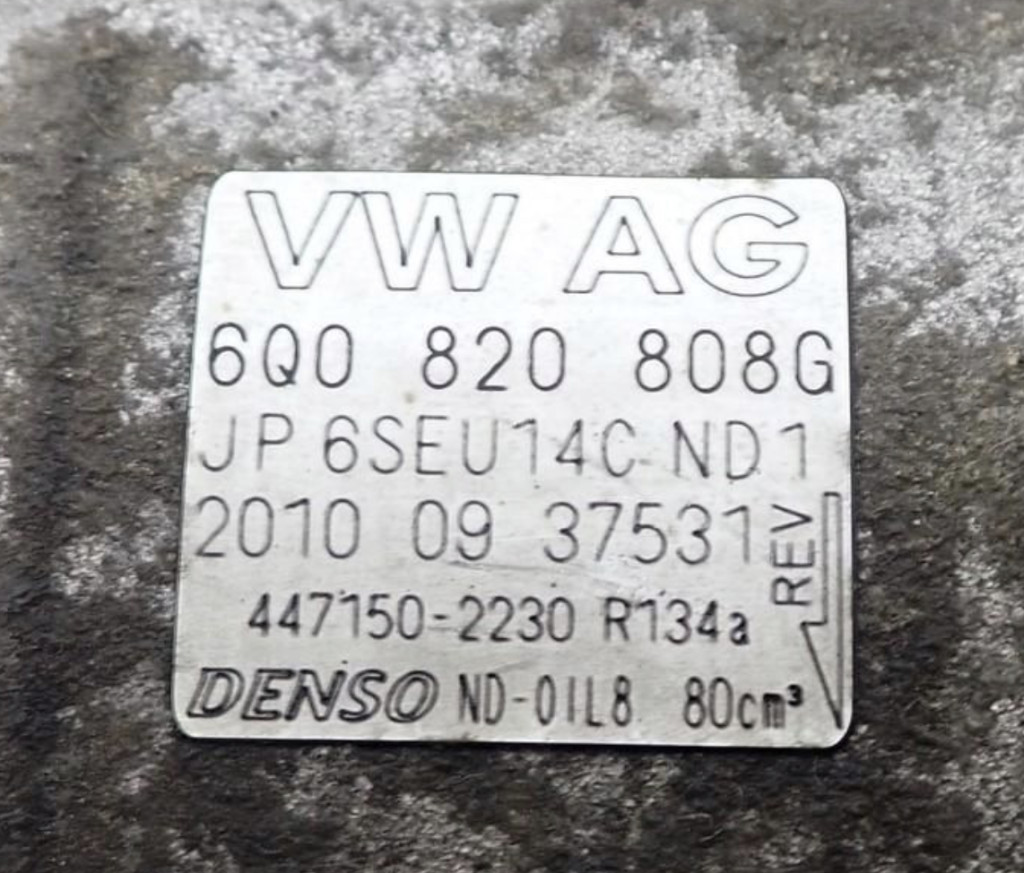 VW AG
6Q0 820 808G
JP 6SEU14C ND1
2010 09 37531
REV
447150-2230 R134a
DENSO ND-OIL8 80cm³